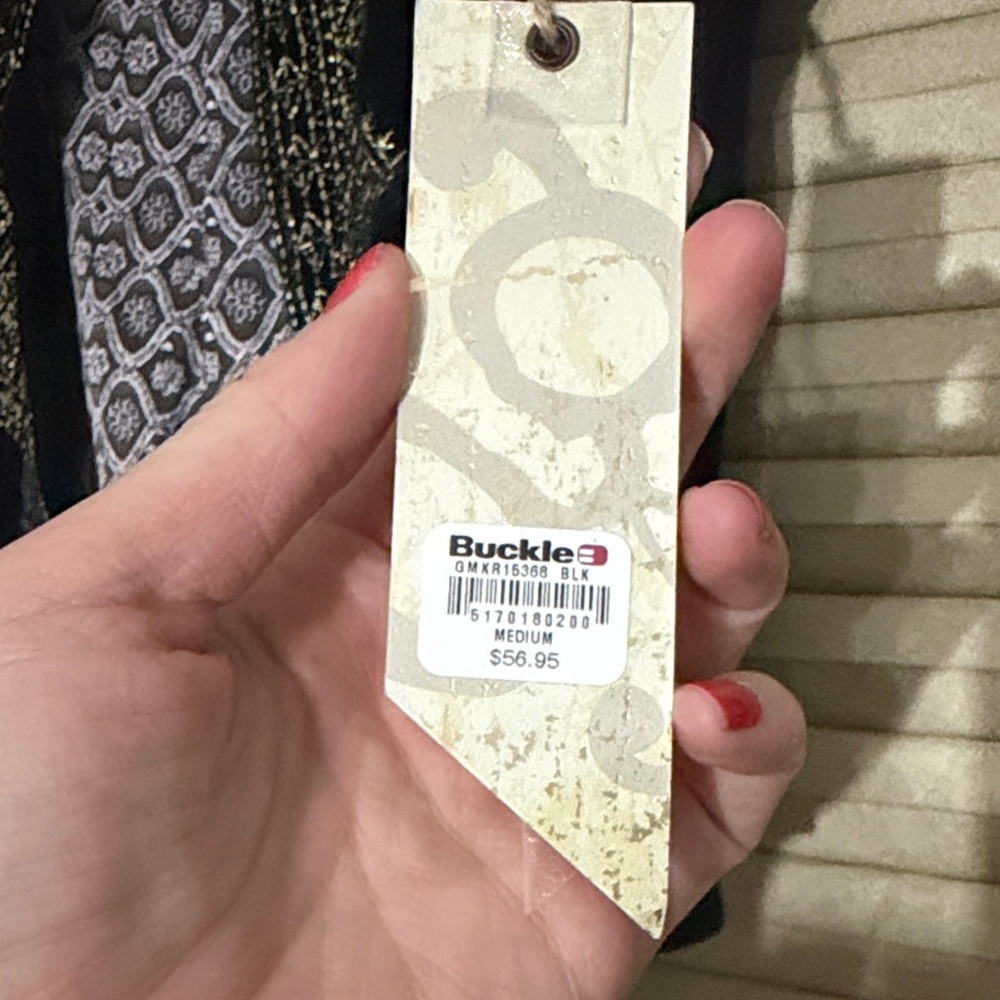 Buckle
GMKR15368 BLK
5170180200
MEDIUM
$56.95